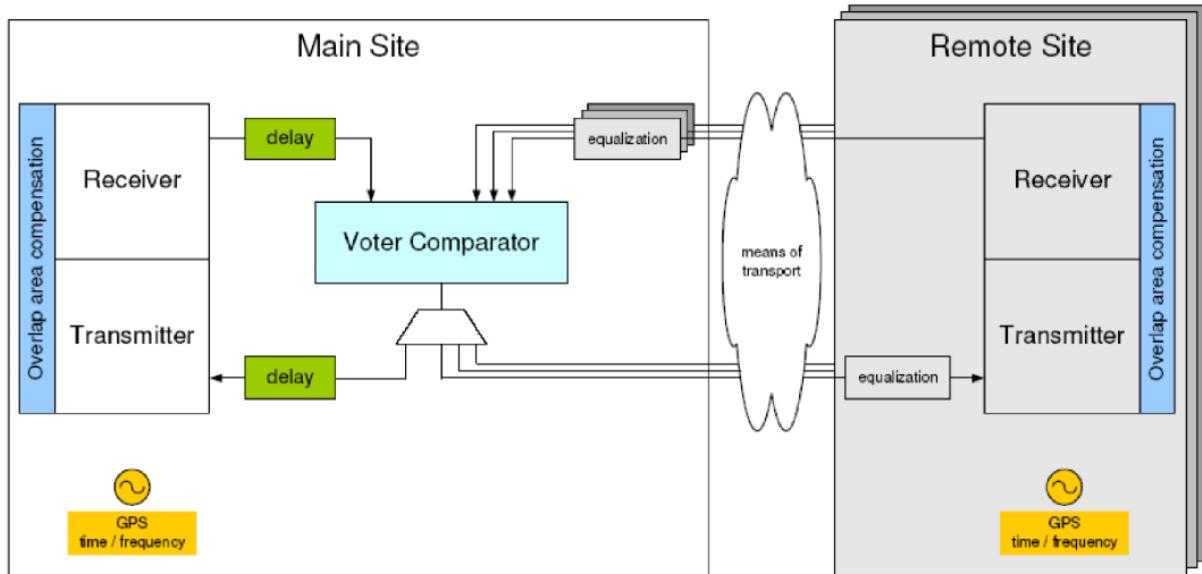 Main Site
Remote Site
Overlap area compensation
Receiver
Transmitter
delay
equalization
Voter Comparator
delay
means of
transport
equalization
Receiver
Transmitter
Overlap area compensation
GPS
time / frequency
GPS
time / frequency